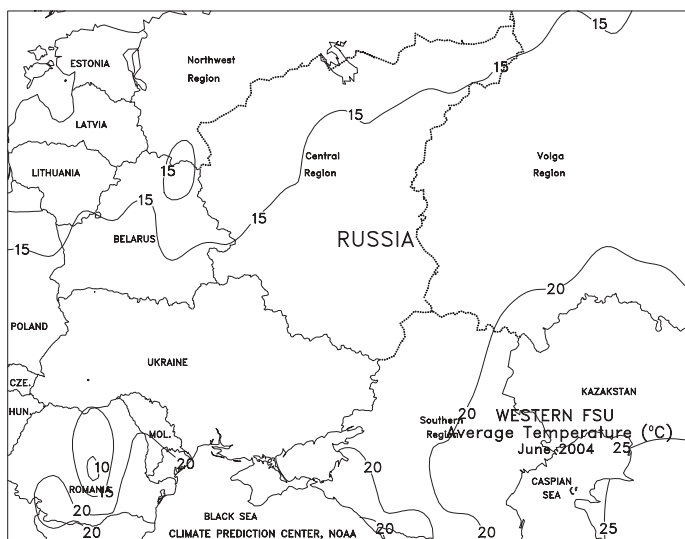 15
ESTONIA
Northwest
Region
15
15
LATVIA
15
Central
Region
Volga
Region
LITHUANIA
15
15
15
15
BELARUS
RUSSIA
20
POLAND
UKRAINE
CZE.
KAZAKSTAN
HUN.
20
Southern
Region
WESTERN FSU
Average Temperature (°C)
June 2004
25
MOL.
20
10
ROMANIA
15
CASPIAN
SEA
20
20
BLACK SEA
20
20
25
CLIMATE PREDICTION CENTER, NOAA
20